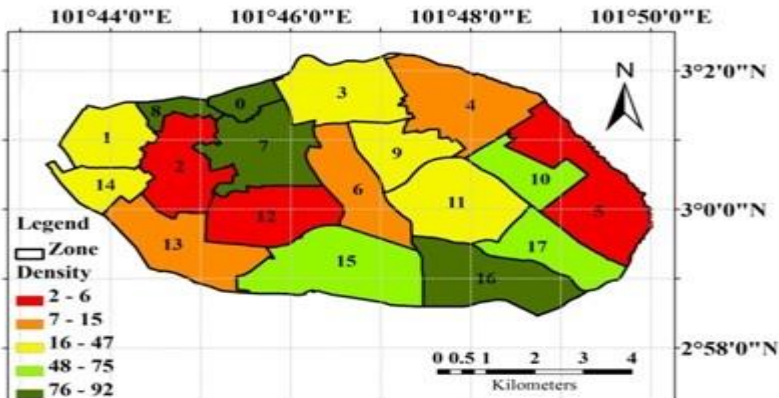 101°44'0"E 101°46'0"E 101°48'0"E 101°50'0"E
N
3°2'0"N
3°0'0"N
2°58'0"N
8 0 3 4
1 2 7 9
14 6 10
11 5
12
13 15 17
16
Legend
Zone
Density
2 - 6
7 - 15
16 - 47
48 - 75
76 - 92
0 0.5 1 2 3 4
Kilometers